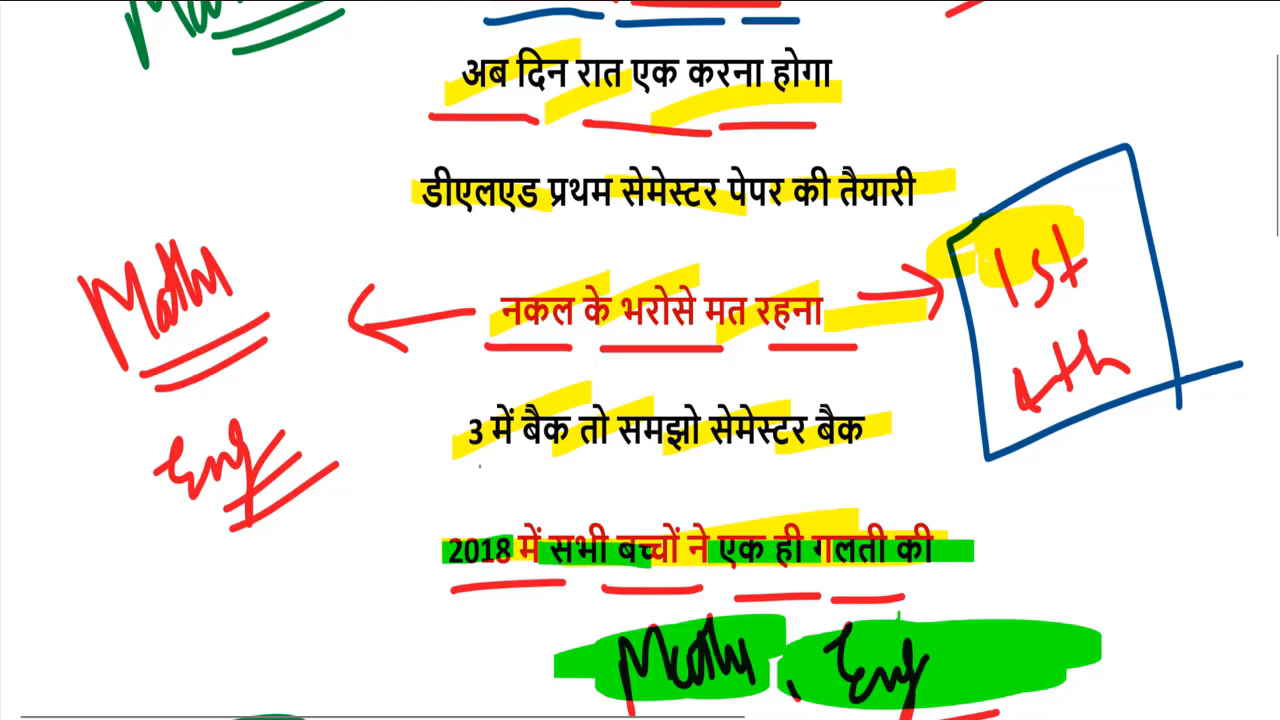 अब दिन रात एक करना होगा
डीएलएड प्रथम सेमेस्टर पेपर की तैयारी
1st
Math
नकल के भरोसे मत रहना
4th
3 में बैक तो समझो सेमेस्टर बैक
Eng
2018 में सभी बच्चों ने एक ही गलती की
Math, Eng